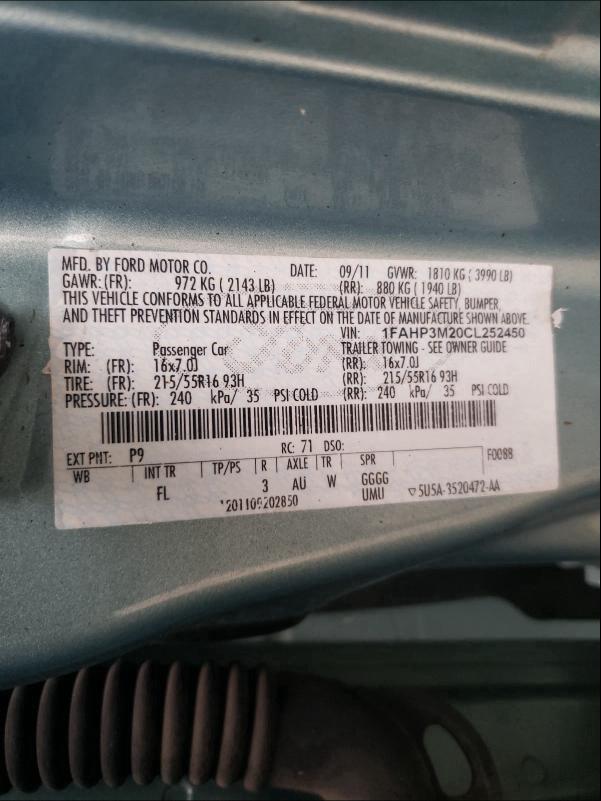 MFD. BY FORD MOTOR CO. DATE: 09/11 GVWR: 1810 KG ( 3990 LB)
GAWR: (FR): 972 KG ( 2143 LB) (RR): 880 KG ( 1940 LB)
THIS VEHICLE CONFORMS TO ALL APPLICABLE FEDERAL MOTOR VEHICLE SAFETY, BUMPER,
AND THEFT PREVENTION STANDARDS IN EFFECT ON THE DATE OF MANUFACTURE SHOWN ABOVE.
VIN: 1FAHP3M20CL252450
TYPE: Passenger Car TRAILER TOWING - SEE OWNER GUIDE
RIM: (FR): 16x7.0J (RR): 16x7.0J
TIRE: (FR): 215/55R16 93H (RR): 215/55R16 93H
PRESSURE: (FR): 240 kPa/ 35 PSI COLD (RR): 240 kPa/ 35 PSI COLD
EXT PNT: P9 RC: 71 DSO: F0088
WB INT TR TP/PS R AXLE TR SPR
FL 3 AU W GGGG
UMU
*201109202850 ▽ 5U5A-3520472-AA